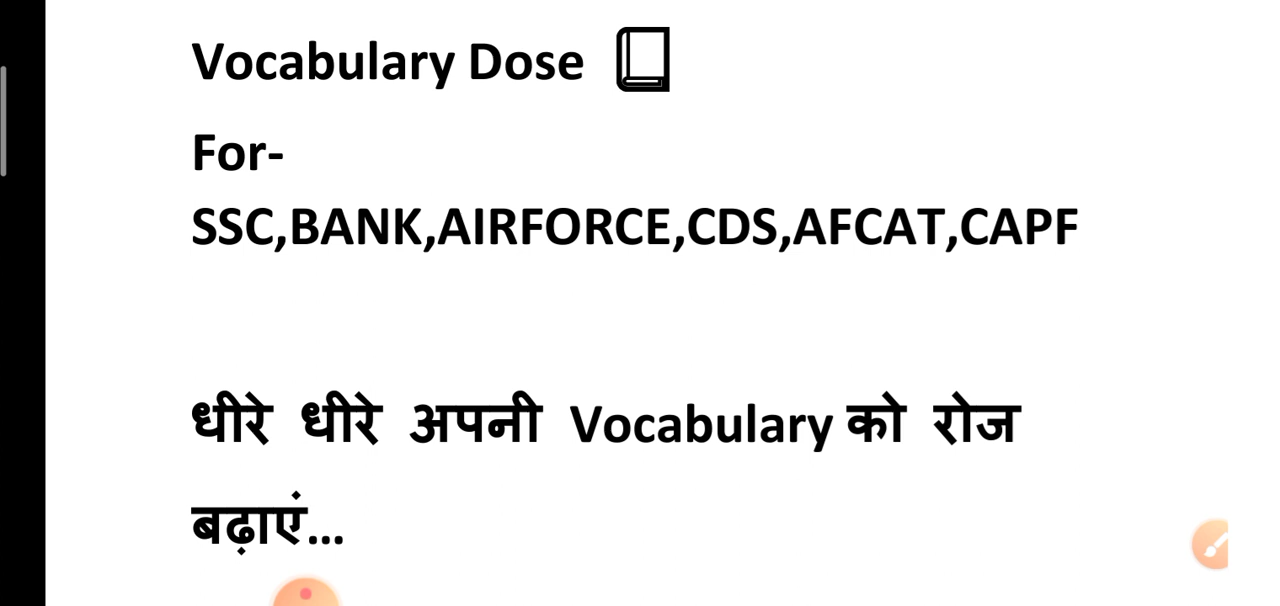 Vocabulary Dose
For-
SSC,BANK,AIRFORCE,CDS,AFCAT,CAPF
धीरे धीरे अपनी Vocabulary को रोज
बढ़ाएं...